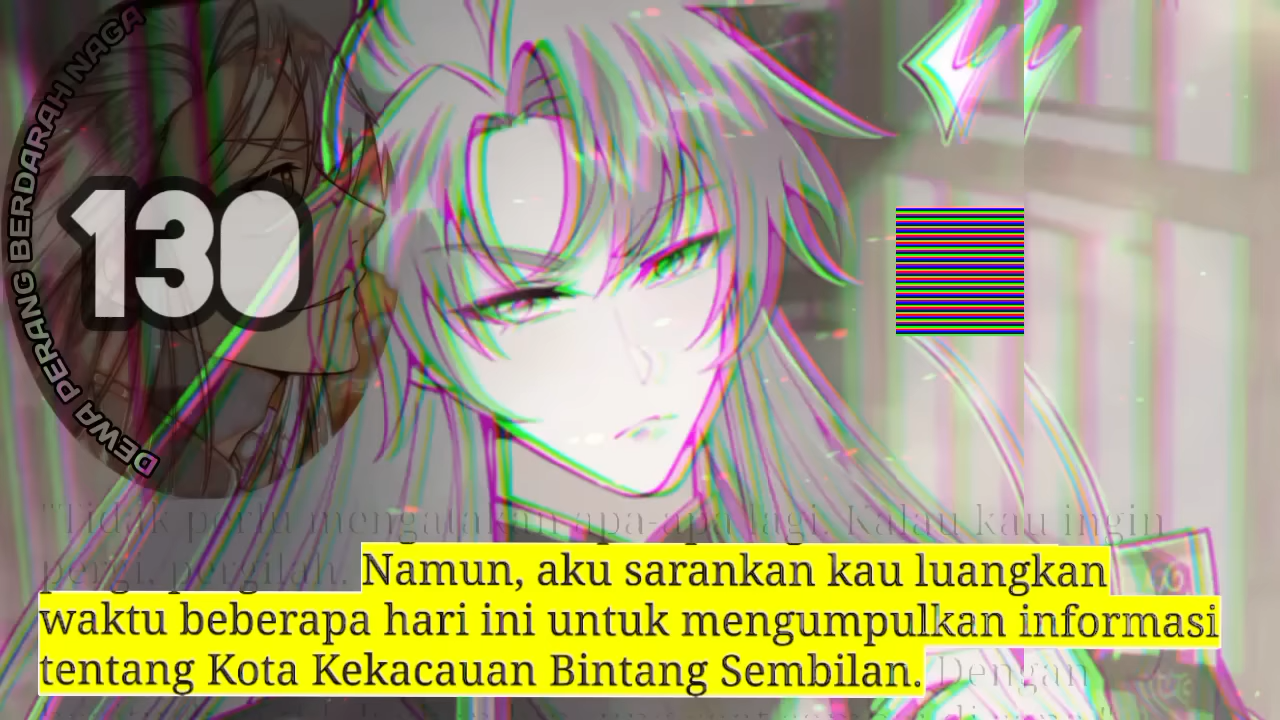 DEWA PERANG BERDARAH NAGA
130
"Tidak perlu mengatakan apa-apa lagi. Kalau kau ingin
pergi, pergilah. Namun, aku sarankan kau luangkan
waktu beberapa hari ini untuk mengumpulkan informasi
tentang Kota Kekacauan Bintang Sembilan. Dengan